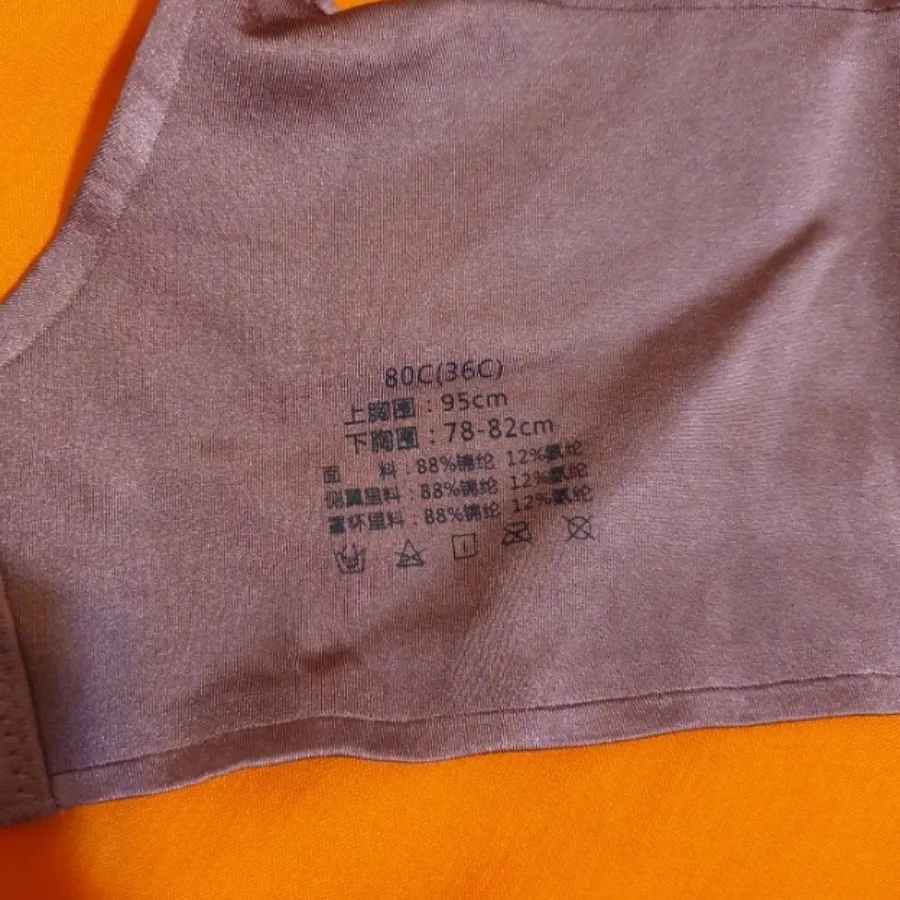 80C(36C)
上胸围：95cm
下胸围：78-82cm
面 料：88%锦纶 12%氨纶
侧翼里料：88%锦纶 12%氨纶
罩杯里料：88%锦纶 12%氨纶